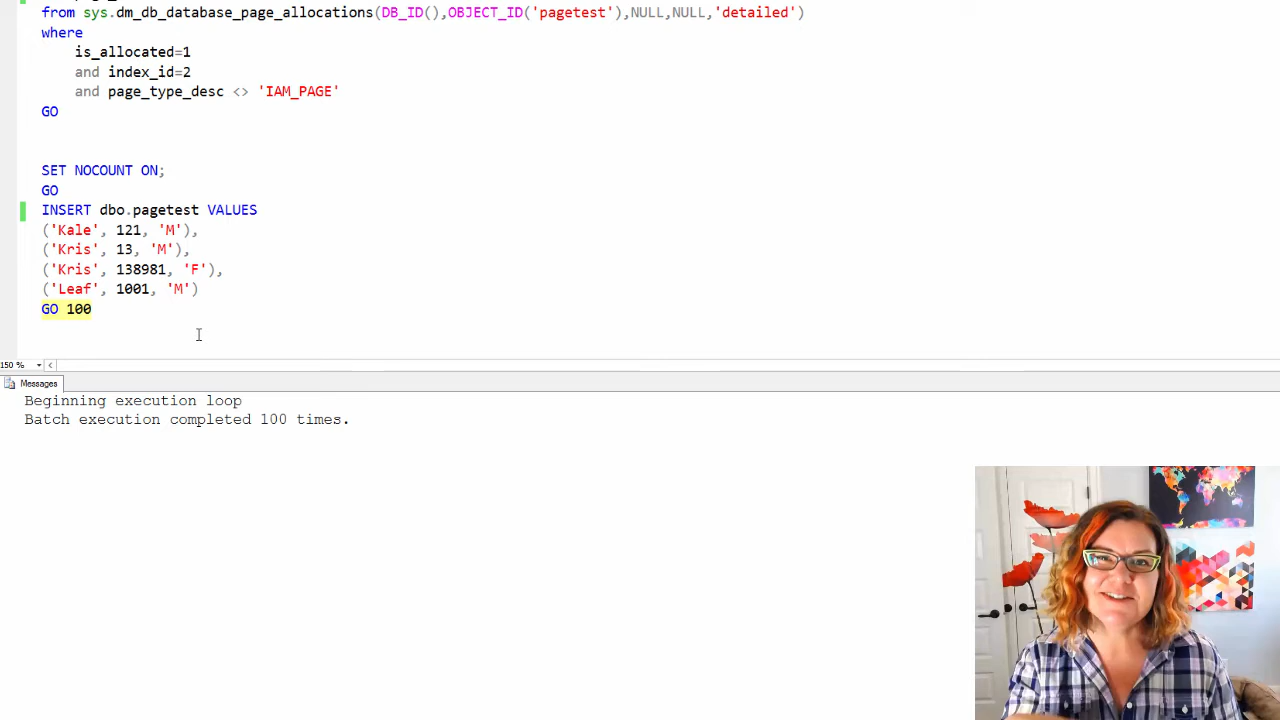 from sys.dm_db_database_page_allocations(DB_ID(),OBJECT_ID('pagetest'),NULL,NULL,'detailed')
where
is_allocated=1
and index_id=2
and page_type_desc <> 'IAM_PAGE'
GO
SET NOCOUNT ON;
GO
INSERT dbo.pagetest VALUES
('Kale', 121, 'M'),
('Kris', 13, 'M'),
('Kris', 138981, 'F'),
('Leaf', 1001, 'M')
GO 100
150 %
Messages
Beginning execution loop
Batch execution completed 100 times.